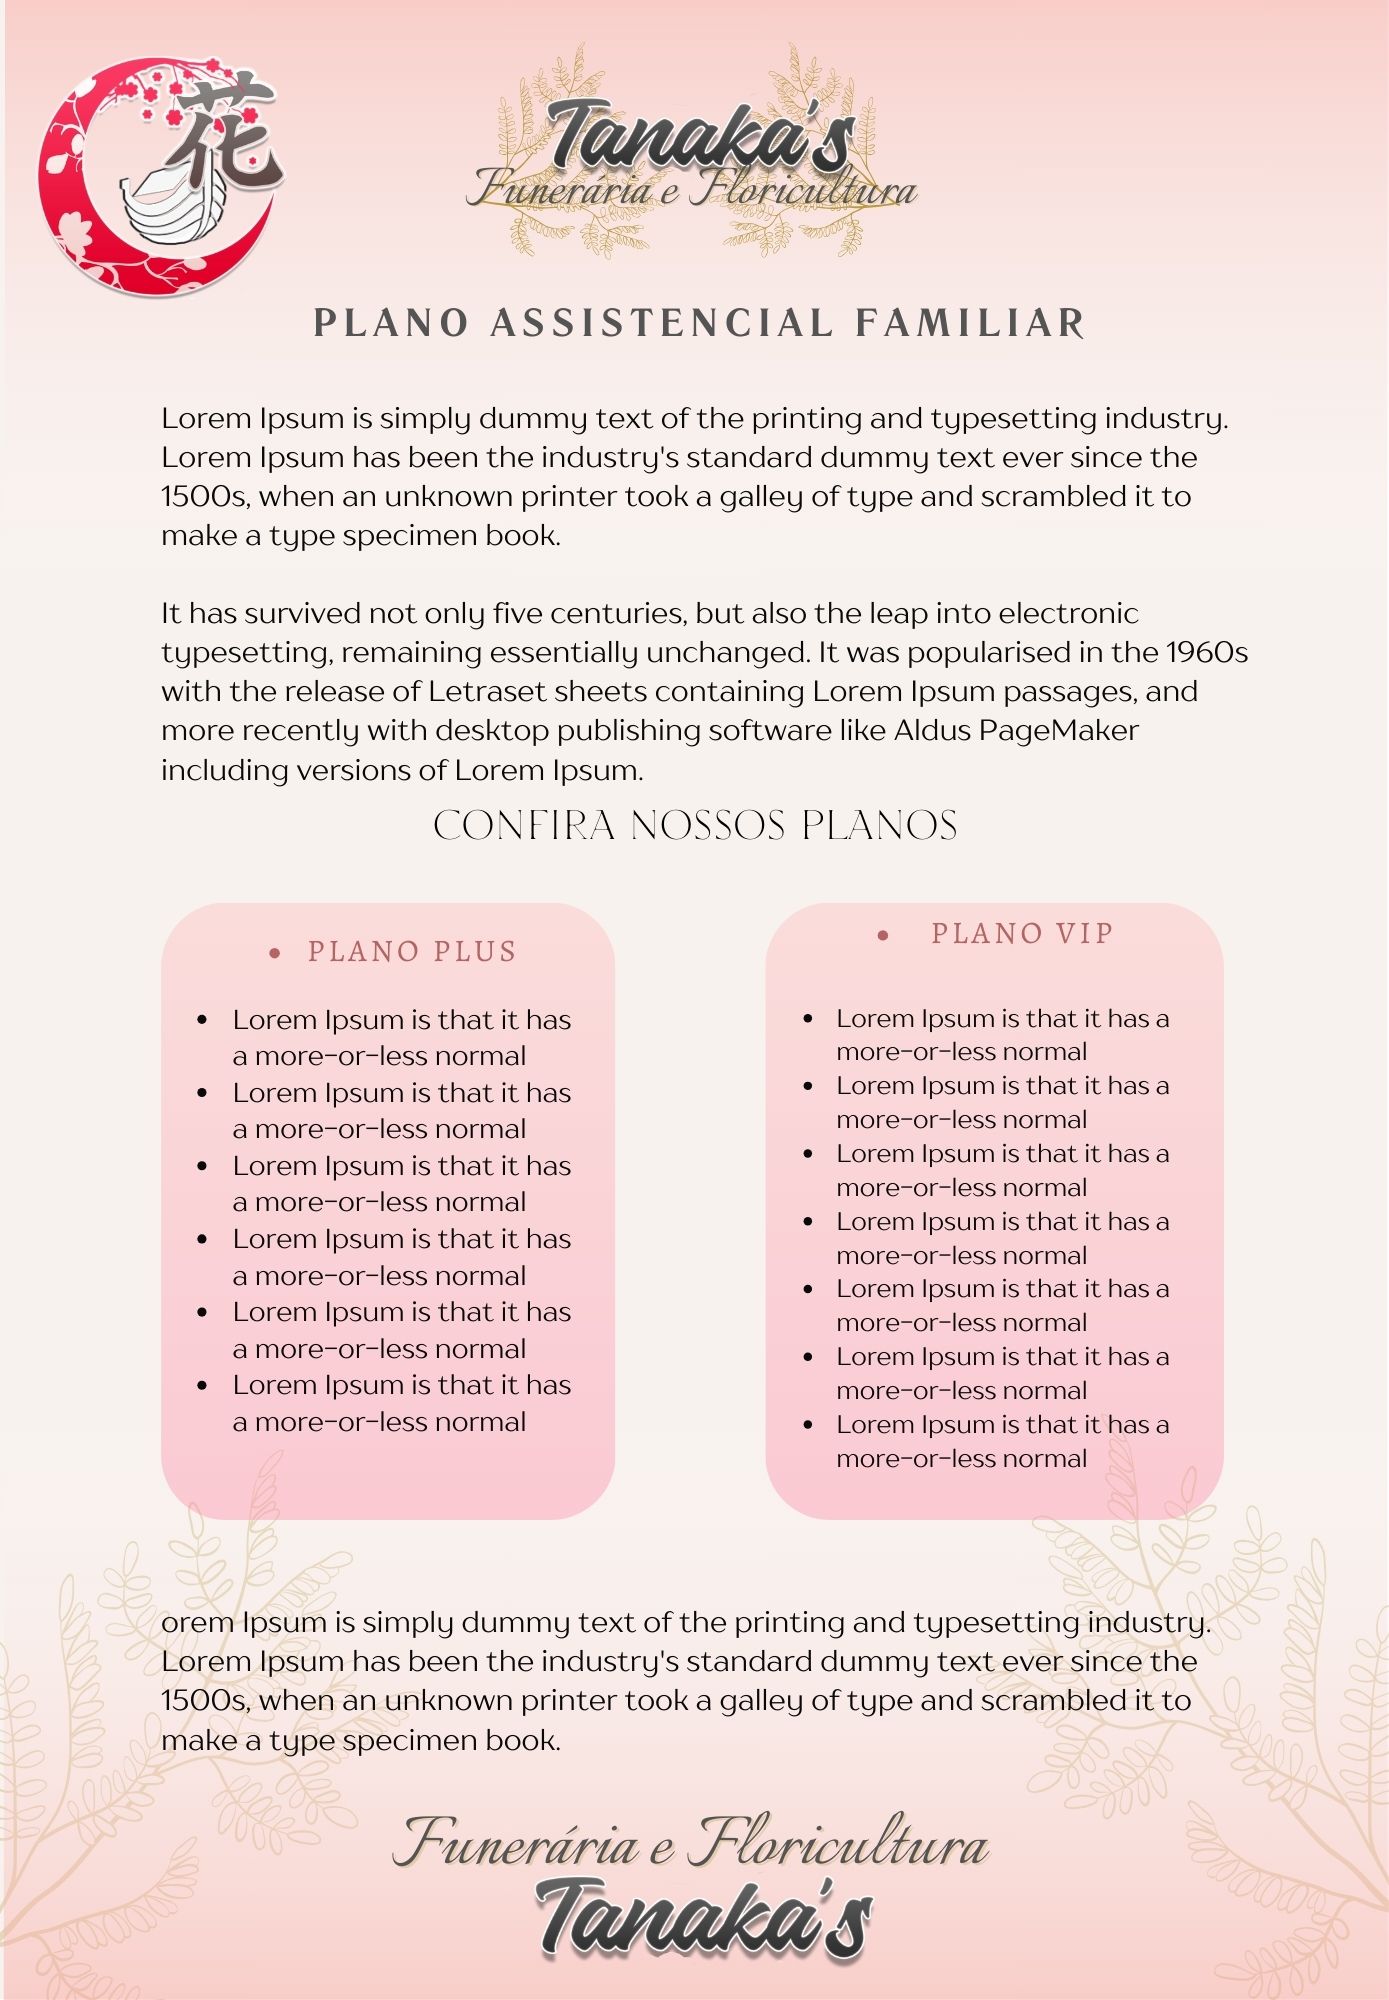 花
Tanaka's
Funerária e Floricultura
PLANO ASSISTENCIAL FAMILIAR
Lorem Ipsum is simply dummy text of the printing and typesetting industry.
Lorem Ipsum has been the industry's standard dummy text ever since the
1500s, when an unknown printer took a galley of type and scrambled it to
make a type specimen book.
It has survived not only five centuries, but also the leap into electronic
typesetting, remaining essentially unchanged. It was popularised in the 1960s
with the release of Letraset sheets containing Lorem Ipsum passages, and
more recently with desktop publishing software like Aldus PageMaker
including versions of Lorem Ipsum.
CONFIRA NOSSOS PLANOS
• PLANO PLUS
• Lorem Ipsum is that it has
a more-or-less normal
• Lorem Ipsum is that it has
a more-or-less normal
• Lorem Ipsum is that it has
a more-or-less normal
• Lorem Ipsum is that it has
a more-or-less normal
• Lorem Ipsum is that it has
a more-or-less normal
• Lorem Ipsum is that it has
a more-or-less normal
• PLANO VIP
• Lorem Ipsum is that it has a
more-or-less normal
• Lorem Ipsum is that it has a
more-or-less normal
• Lorem Ipsum is that it has a
more-or-less normal
• Lorem Ipsum is that it has a
more-or-less normal
• Lorem Ipsum is that it has a
more-or-less normal
• Lorem Ipsum is that it has a
more-or-less normal
• Lorem Ipsum is that it has a
more-or-less normal
orem Ipsum is simply dummy text of the printing and typesetting industry.
Lorem Ipsum has been the industry's standard dummy text ever since the
1500s, when an unknown printer took a galley of type and scrambled it to
make a type specimen book.
Funerária e Floricultura
Tanaka's